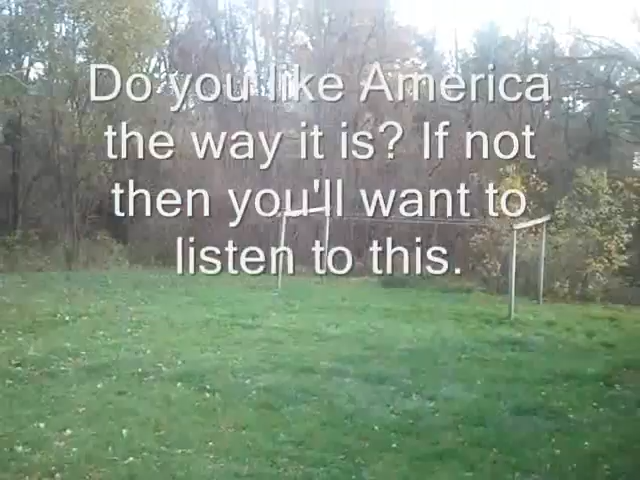 Do you like America
the way it is? If not
then you'll want to
listen to this.